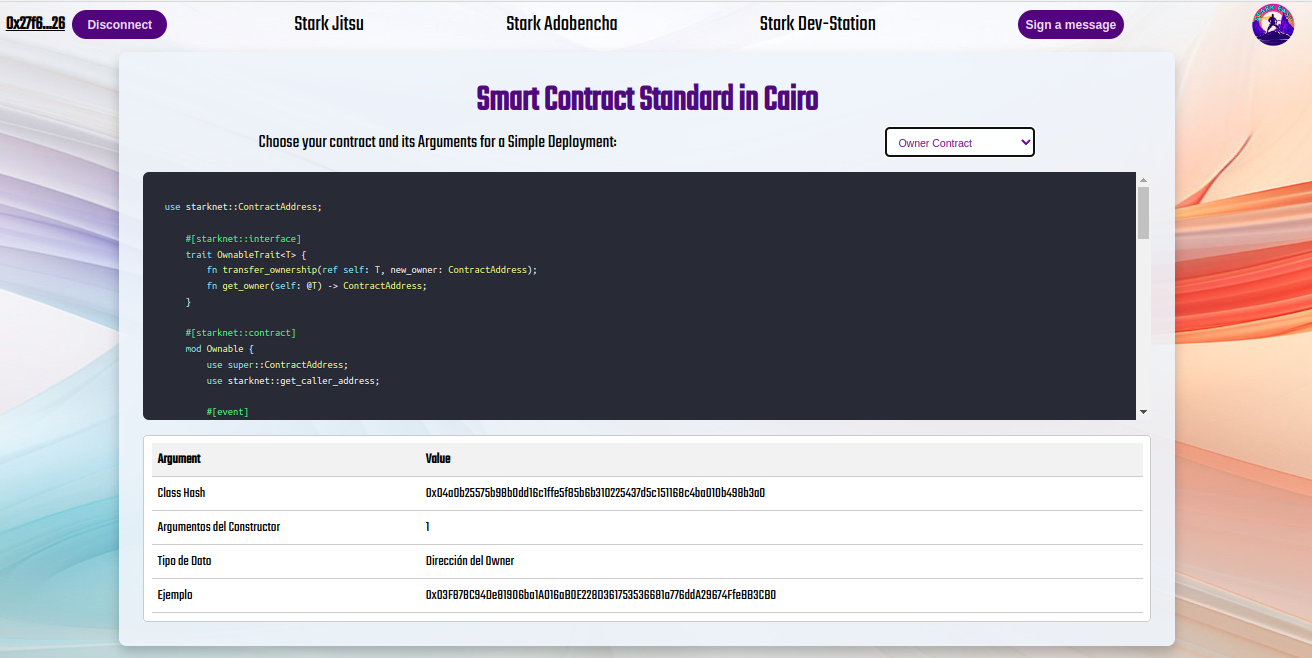 0x27f6...26 Disconnect Stark Jitsu Stark Adobencha Stark Dev-Station Sign a message
Smart Contract Standard in Cairo
Choose your contract and its Arguments for a Simple Deployment: Owner Contract
use starknet::ContractAddress;
#[starknet::interface]
trait OwnableTrait<T> {
fn transfer_ownership(ref self: T, new_owner: ContractAddress);
fn get_owner(self: @T) -> ContractAddress;
}
#[starknet::contract]
mod Ownable {
use super::ContractAddress;
use starknet::get_caller_address;
#[event]
Argument Value
Class Hash 0x04a0b25575b98b0dd16c1ffe5f85b6b310225437d5c151168c4ba010b498b3a0
Argumentos del Constructor 1
Tipo de Dato Dirección del Owner
Ejemplo 0x03F878C94De81906ba1A016aB0E228D361753536681a776ddA29674FfeBB3CB0